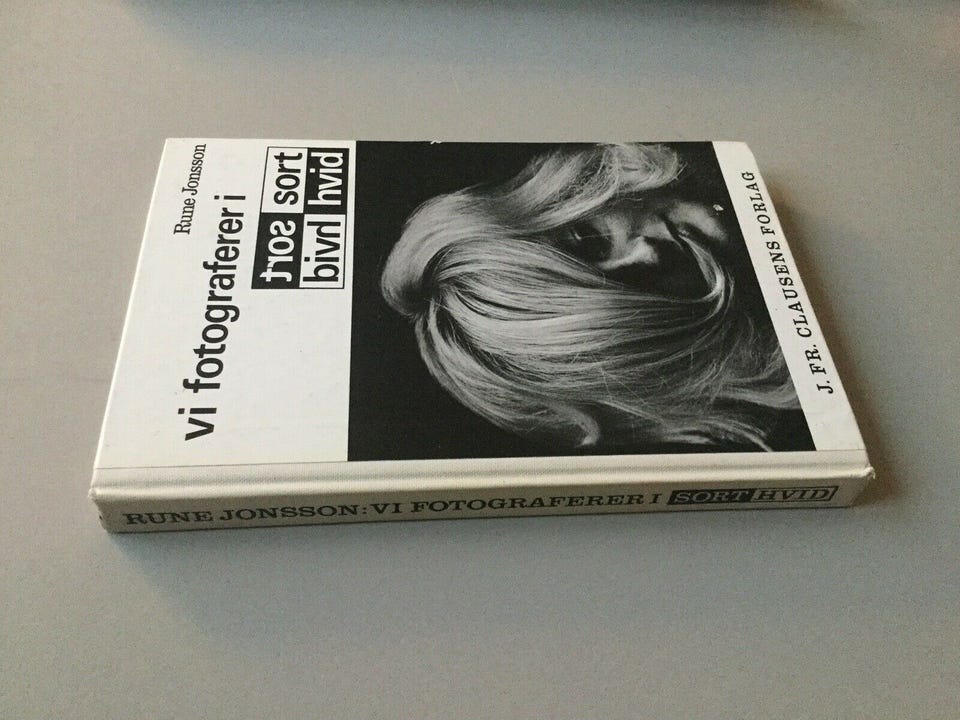 Rune Jonsson
vi fotograferer i
sort sort
hvid hvid
J. FR. CLAUSENS FORLAG
RUNE JONSSON: VI FOTOGRAFERER I SORT HVID